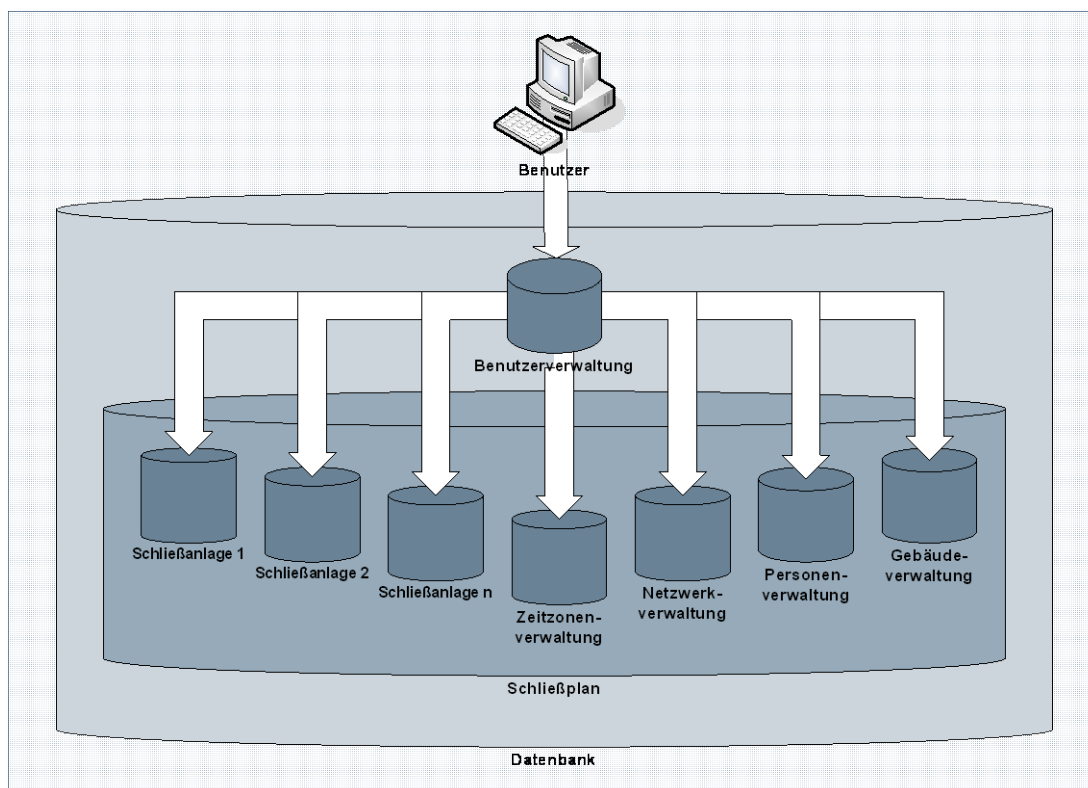 Benutzer
Benutzerverwaltung
Schließanlage 1
Schließanlage 2
Schließanlage n
Zeitzonen-
verwaltung
Netzwerk-
verwaltung
Personen-
verwaltung
Gebäude-
verwaltung
Schließplan
Datenbank